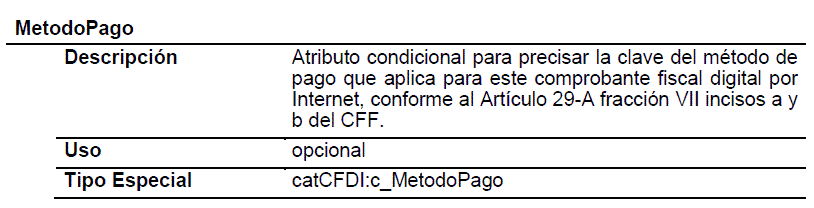 MetodoPago
Descripción Atributo condicional para precisar la clave del método de
pago que aplica para este comprobante fiscal digital por
Internet, conforme al Artículo 29-A fracción VII incisos a y
b del CFF.
Uso opcional
Tipo Especial catCFDI:c_MetodoPago